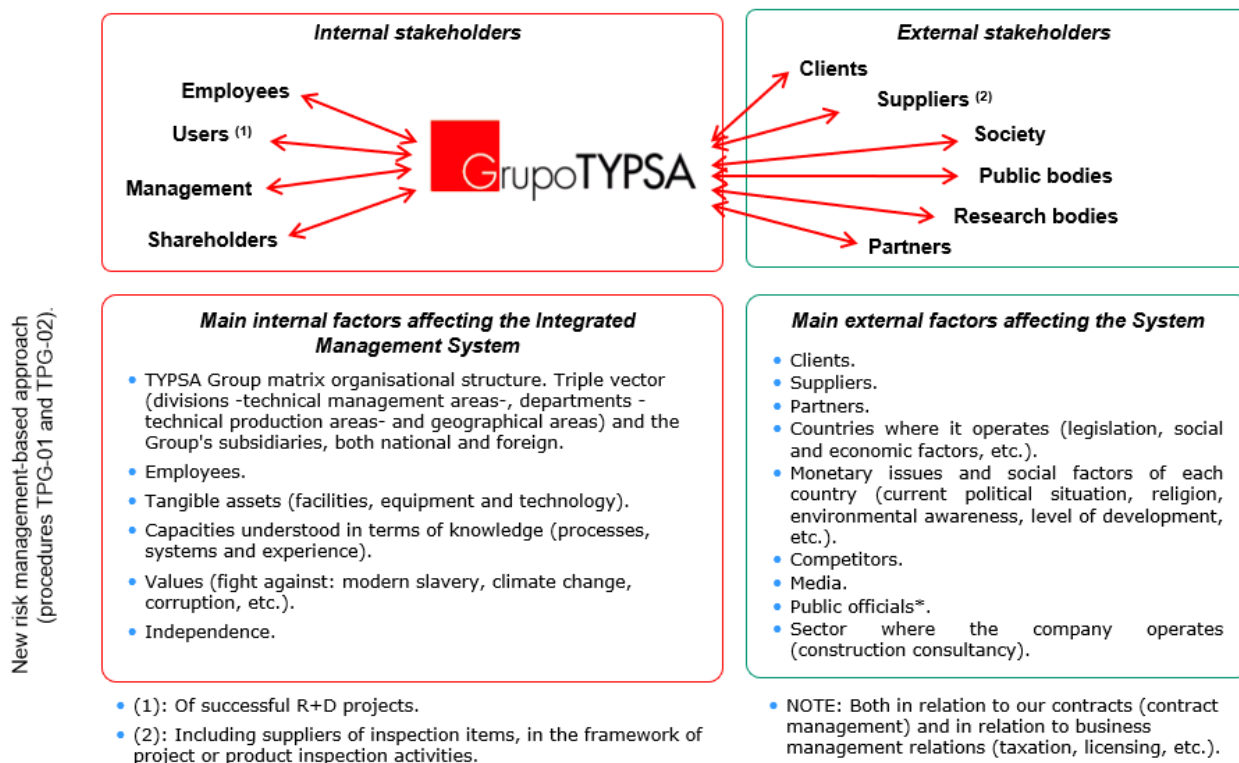 Internal stakeholders
Employees
Users (1)
Management
Shareholders
GrupoTYPSA
External stakeholders
Clients
Suppliers (2)
Society
Public bodies
Research bodies
Partners
New risk management-based approach
(procedures TPG-01 and TPG-02).
Main internal factors affecting the Integrated
Management System
• TYPSA Group matrix organisational structure. Triple vector
(divisions -technical management areas-, departments -
technical production areas- and geographical areas) and the
Group's subsidiaries, both national and foreign.
• Employees.
• Tangible assets (facilities, equipment and technology).
• Capacities understood in terms of knowledge (processes,
systems and experience).
• Values (fight against: modern slavery, climate change,
corruption, etc.).
• Independence.
Main external factors affecting the System
• Clients.
• Suppliers.
• Partners.
• Countries where it operates (legislation, social
and economic factors, etc.).
• Monetary issues and social factors of each
country (current political situation, religion,
environmental awareness, level of development,
etc.).
• Competitors.
• Media.
• Public officials*.
• Sector where the company operates
(construction consultancy).
• (1): Of successful R+D projects.
• (2): Including suppliers of inspection items, in the framework of
project or product inspection activities.
• NOTE: Both in relation to our contracts (contract
management) and in relation to business
management relations (taxation, licensing, etc.).